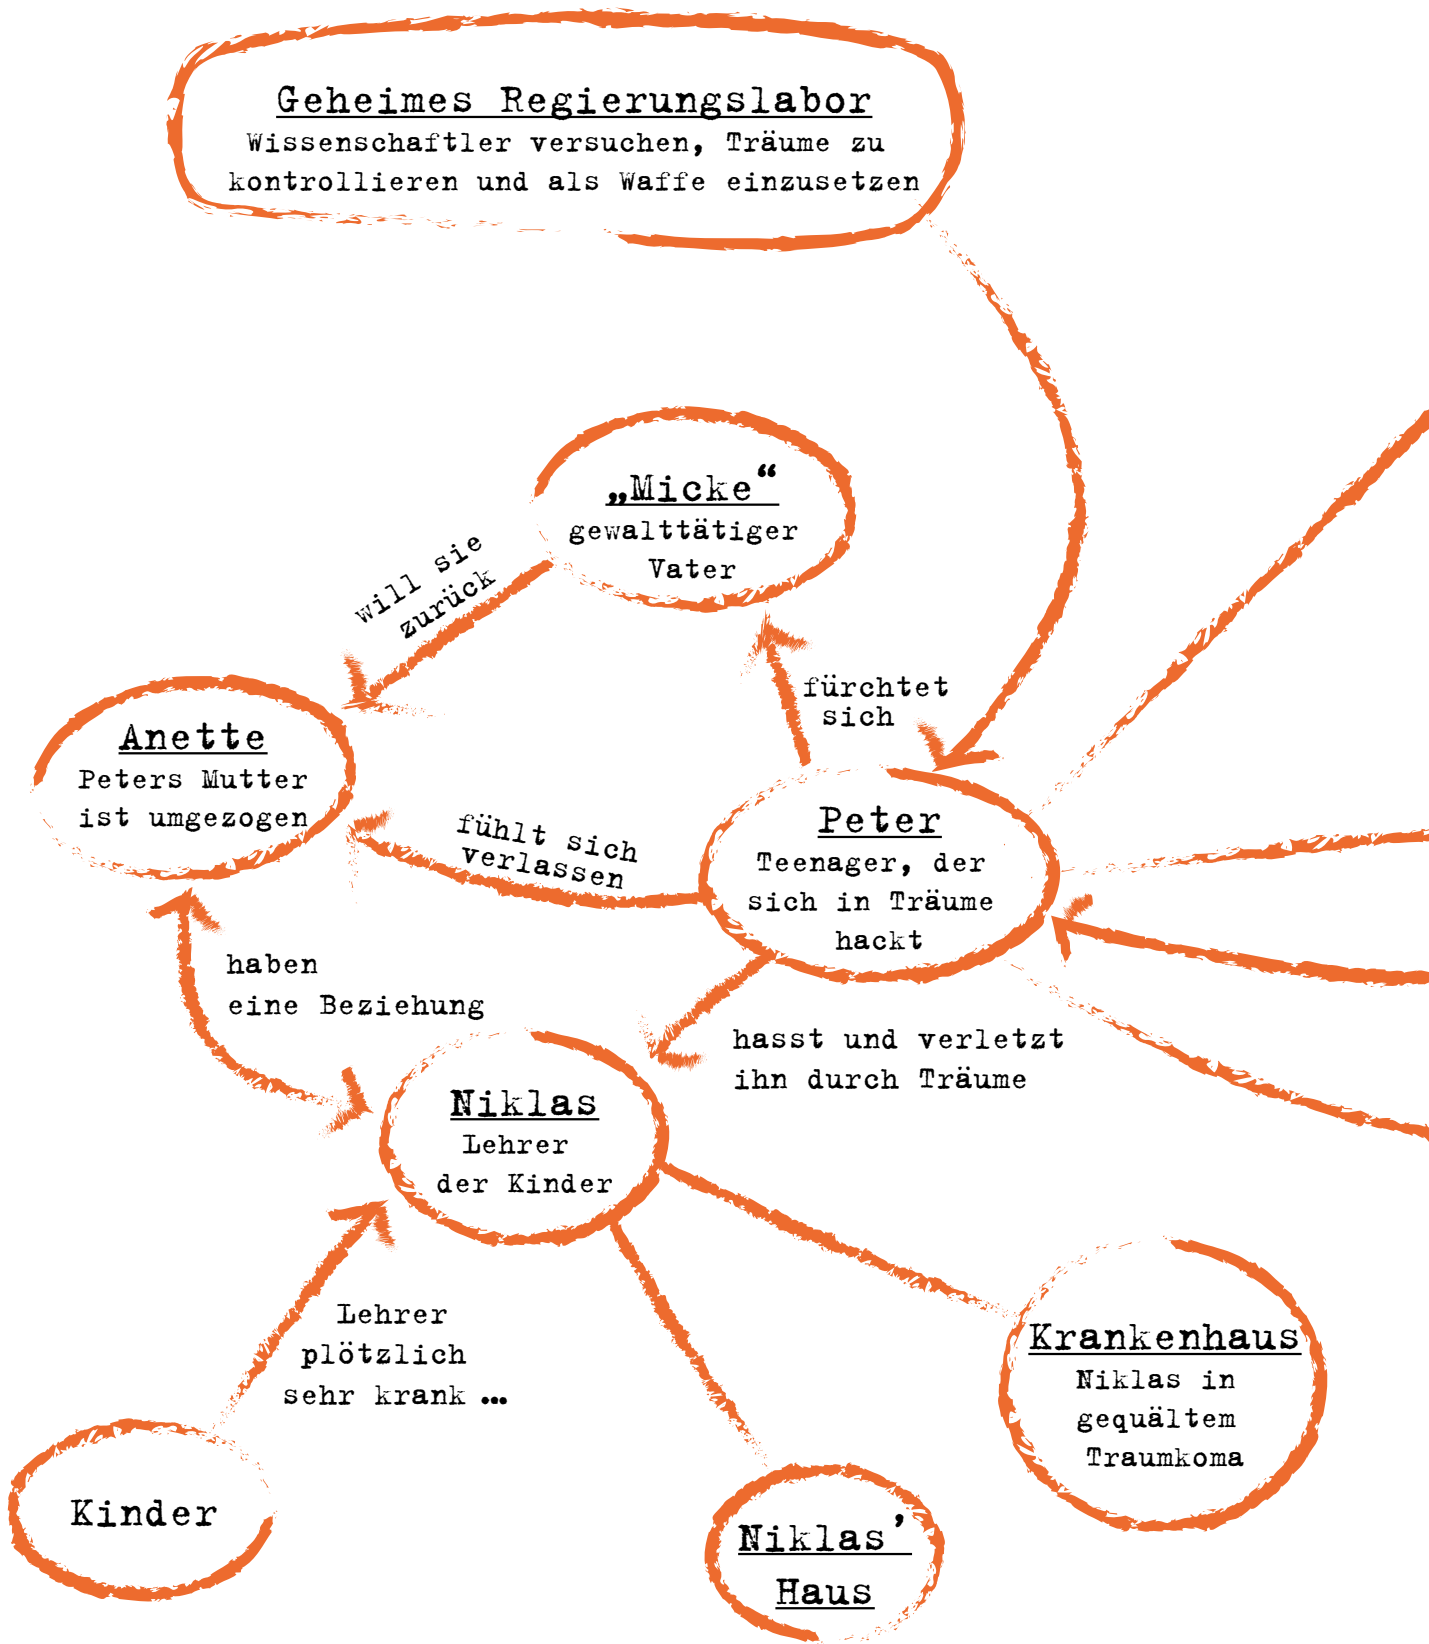 Geheimes Regierungslabor
Wissenschaftler versuchen, Träume zu
kontrollieren und als Waffe einzusetzen
„Micke“
gewalttätiger
Vater
will sie
zurück
fürchtet
sich
Anette
Peters Mutter
ist umgezogen
fühlt sich
verlassen
Peter
Teenager, der
sich in Träume
hackt
haben
eine Beziehung
hasst und verletzt
ihn durch Träume
Niklas
Lehrer
der Kinder
Lehrer
plötzlich
sehr krank …
Krankenhaus
Niklas in
gequältem
Traumkoma
Kinder
Niklas’
Haus